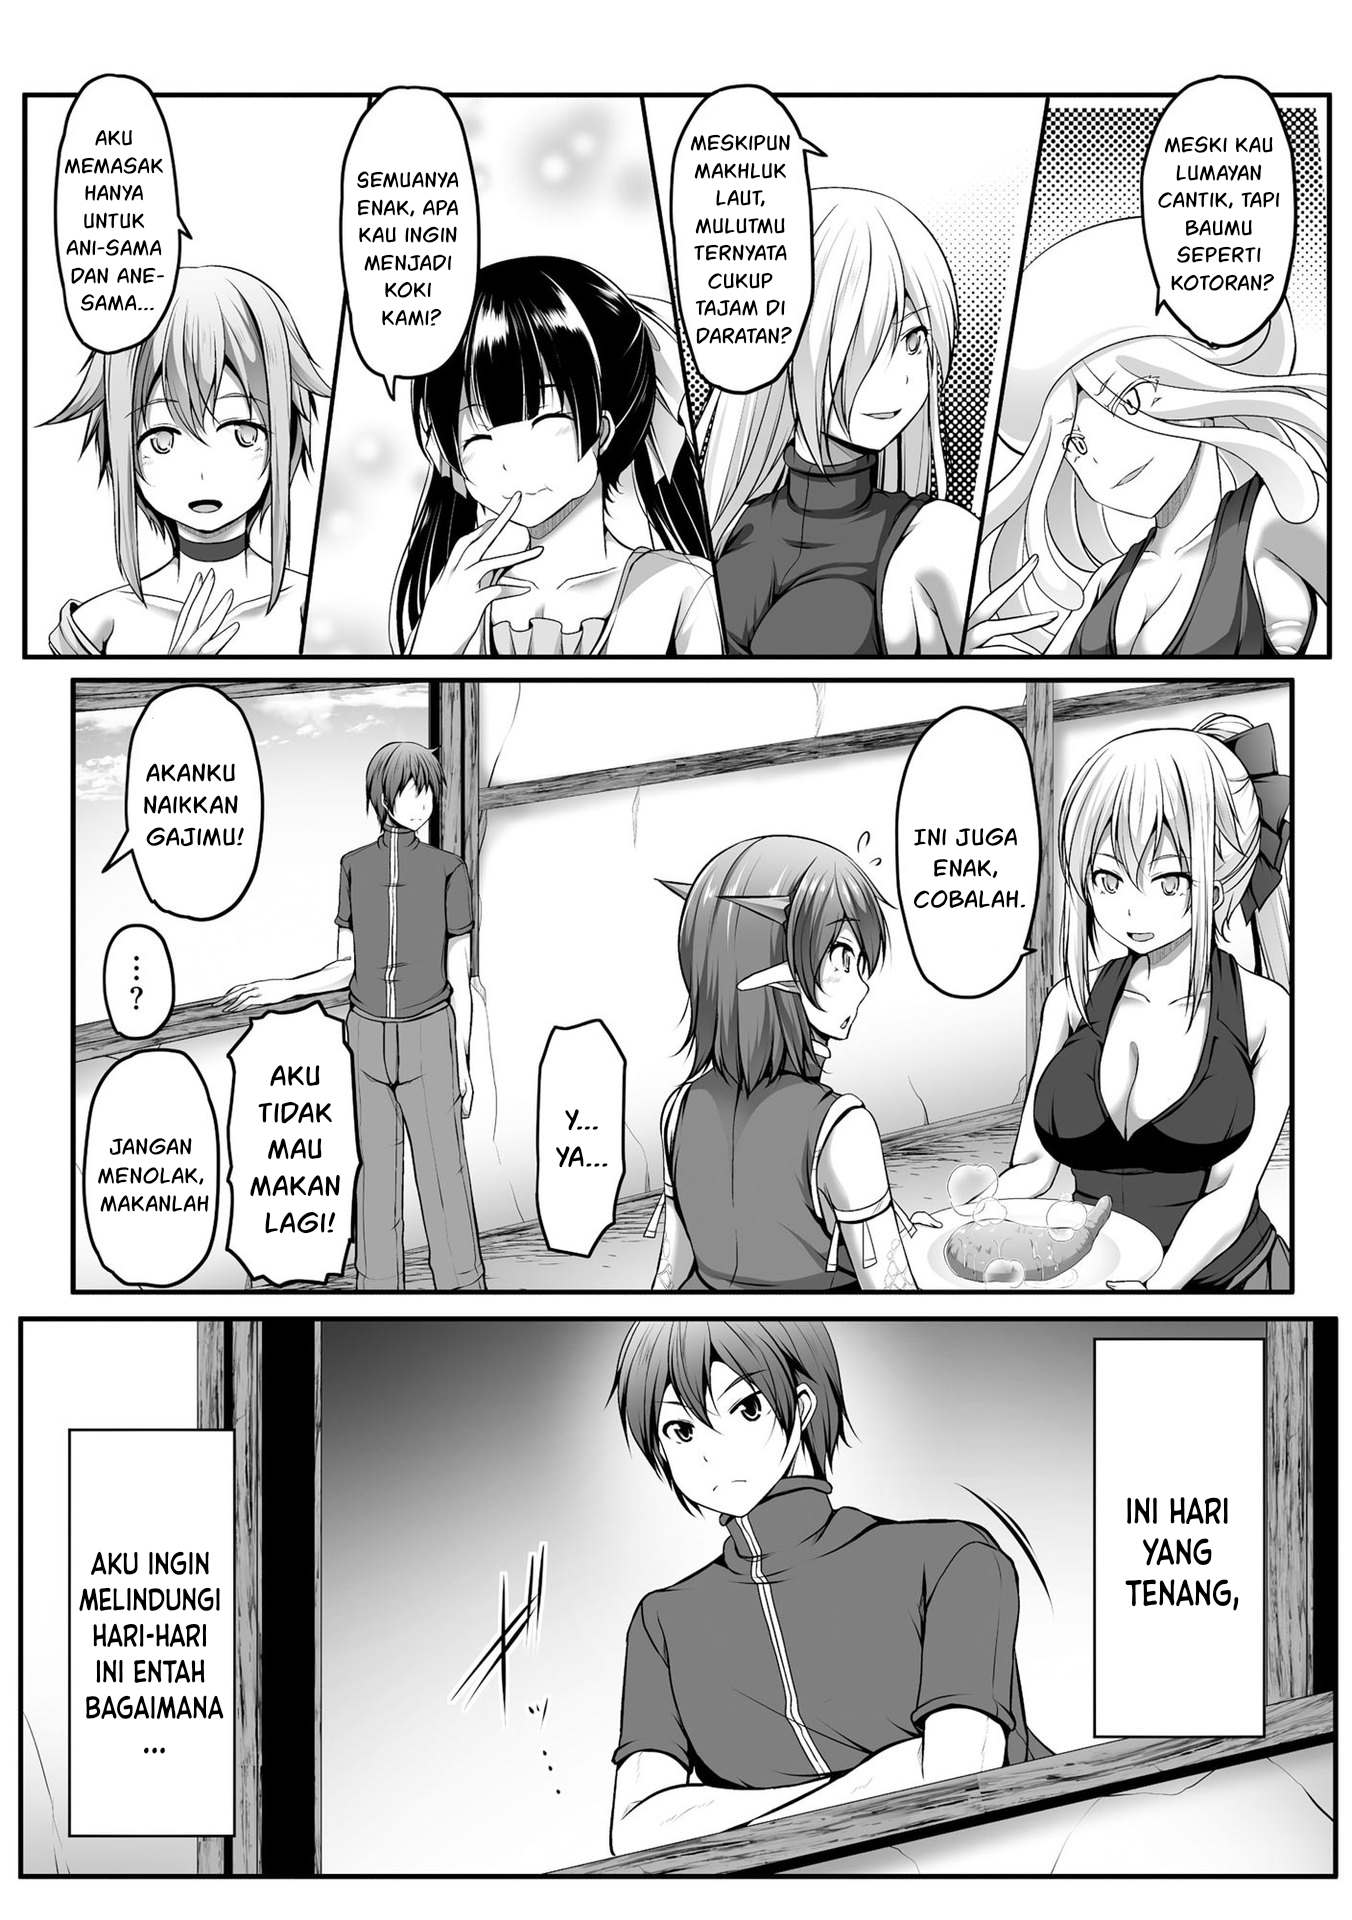 MESKI KAU
LUMAYAN
CANTIK, TAPI
BAUMU
SEPERTI
KOTORAN?
MESKIPUN
MAKHLUK
LAUT,
MULUTMU
TERNYATA
CUKUP
TAJAM DI
DARATAN?
SEMUANYA
ENAK, APA
KAU INGIN
MENJADI
KOKI
KAMI?
AKU
MEMASAK
HANYA
UNTUK
ANI-SAMA
DAN ANE-
SAMA...
INI JUGA
ENAK,
COBALAH.
Y...
YA...
AKANKU
NAIKKAN
GAJIMU!
...?
AKU
TIDAK
MAU
MAKAN
LAGI!
JANGAN
MENOLAK,
MAKANLAH
INI HARI
YANG
TENANG,
AKU INGIN
MELINDUNGI
HARI-HARI
INI ENTAH
BAGAIMANA
...